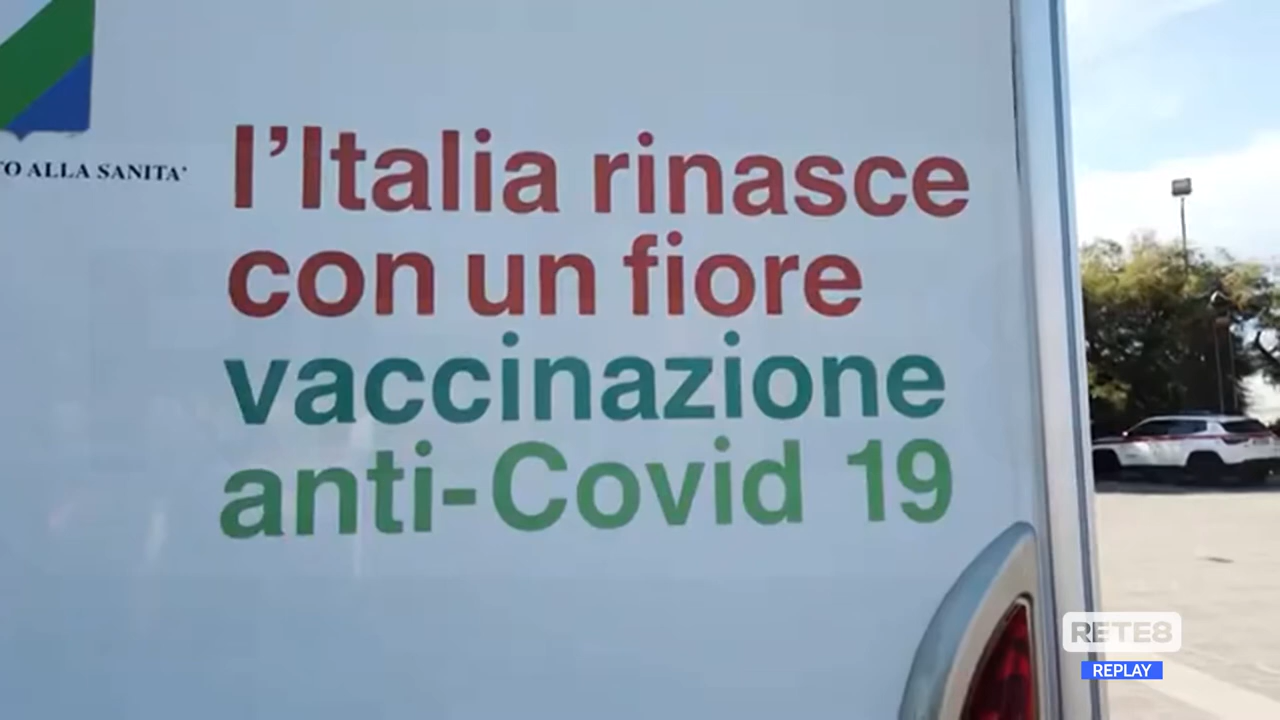 TO ALLA SANITA'
l'Italia rinasce
con un fiore
vaccinazione
anti-Covid 19
RETE8
REPLAY